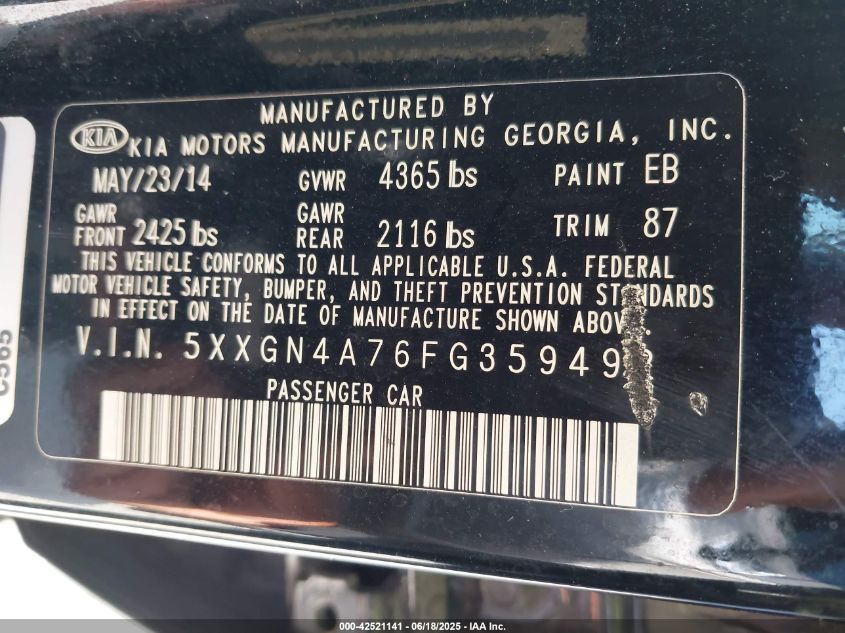 MANUFACTURED BY
KIA KIA MOTORS MANUFACTURING GEORGIA, INC.
MAY/23/14 GVWR 4365 lbs PAINT EB
GAWR FRONT 2425 lbs GAWR REAR 2116 lbs TRIM 87
THIS VEHICLE CONFORMS TO ALL APPLICABLE U.S.A. FEDERAL
MOTOR VEHICLE SAFETY, BUMPER, AND THEFT PREVENTION STANDARDS
IN EFFECT ON THE DATE OF MANUFACTURE SHOWN ABOVE.
V.I.N. 5XXGN4A76FG359492
PASSENGER CAR
000-42521141 - 06/18/2025 - IAA Inc.